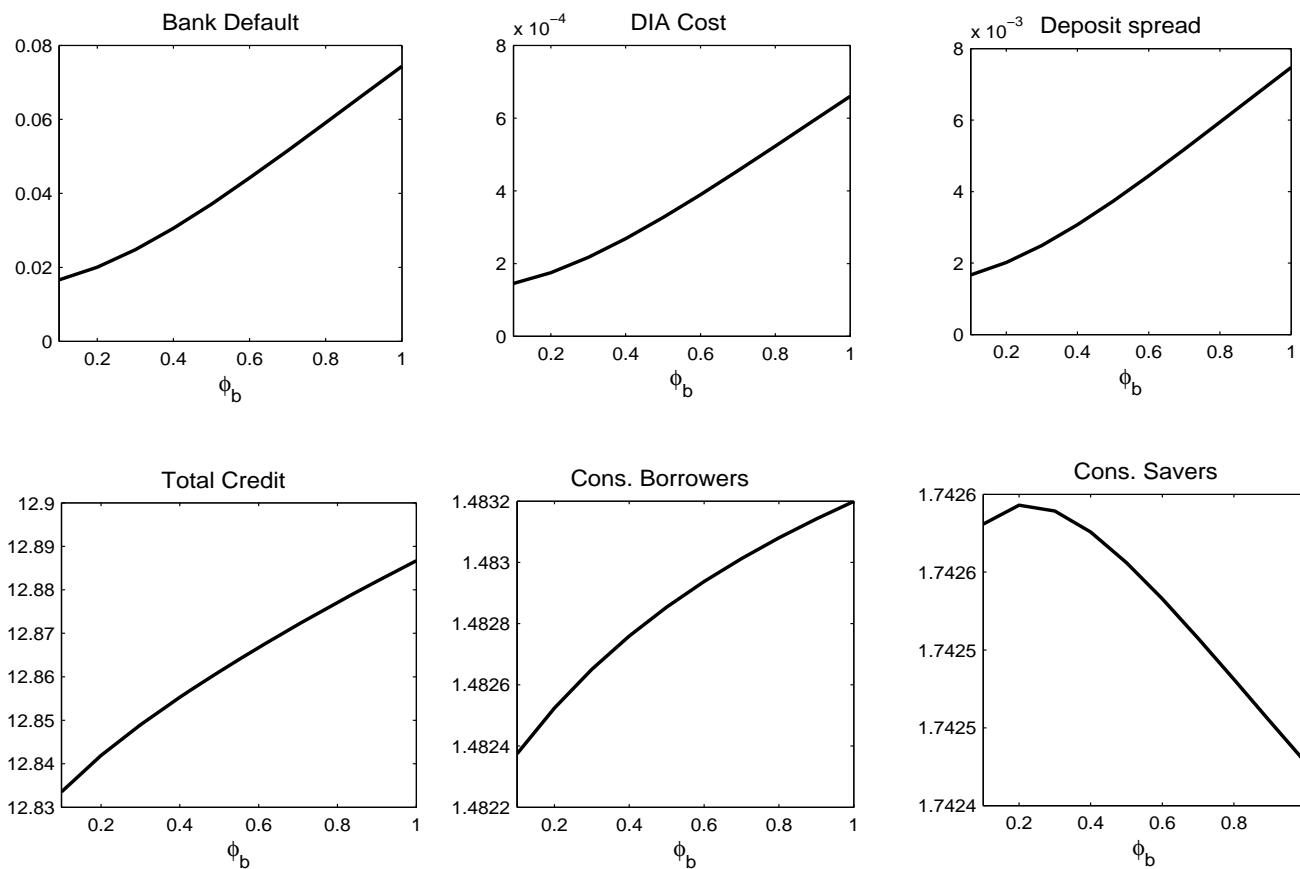 Bank Default
0.08
0.06
0.04
0.02
0
0.2 0.4 0.6 0.8 1
ϕb
DIA Cost
x 10−4
8
6
4
2
0
0.2 0.4 0.6 0.8 1
ϕb
Deposit spread
x 10−3
8
6
4
2
0
0.2 0.4 0.6 0.8 1
ϕb
Total Credit
12.9
12.89
12.88
12.87
12.86
12.85
12.84
12.83
0.2 0.4 0.6 0.8 1
ϕb
Cons. Borrowers
1.4832
1.483
1.4828
1.4826
1.4824
1.4822
0.2 0.4 0.6 0.8 1
ϕb
Cons. Savers
1.7426
1.7426
1.7425
1.7425
1.7424
0.2 0.4 0.6 0.8
ϕb